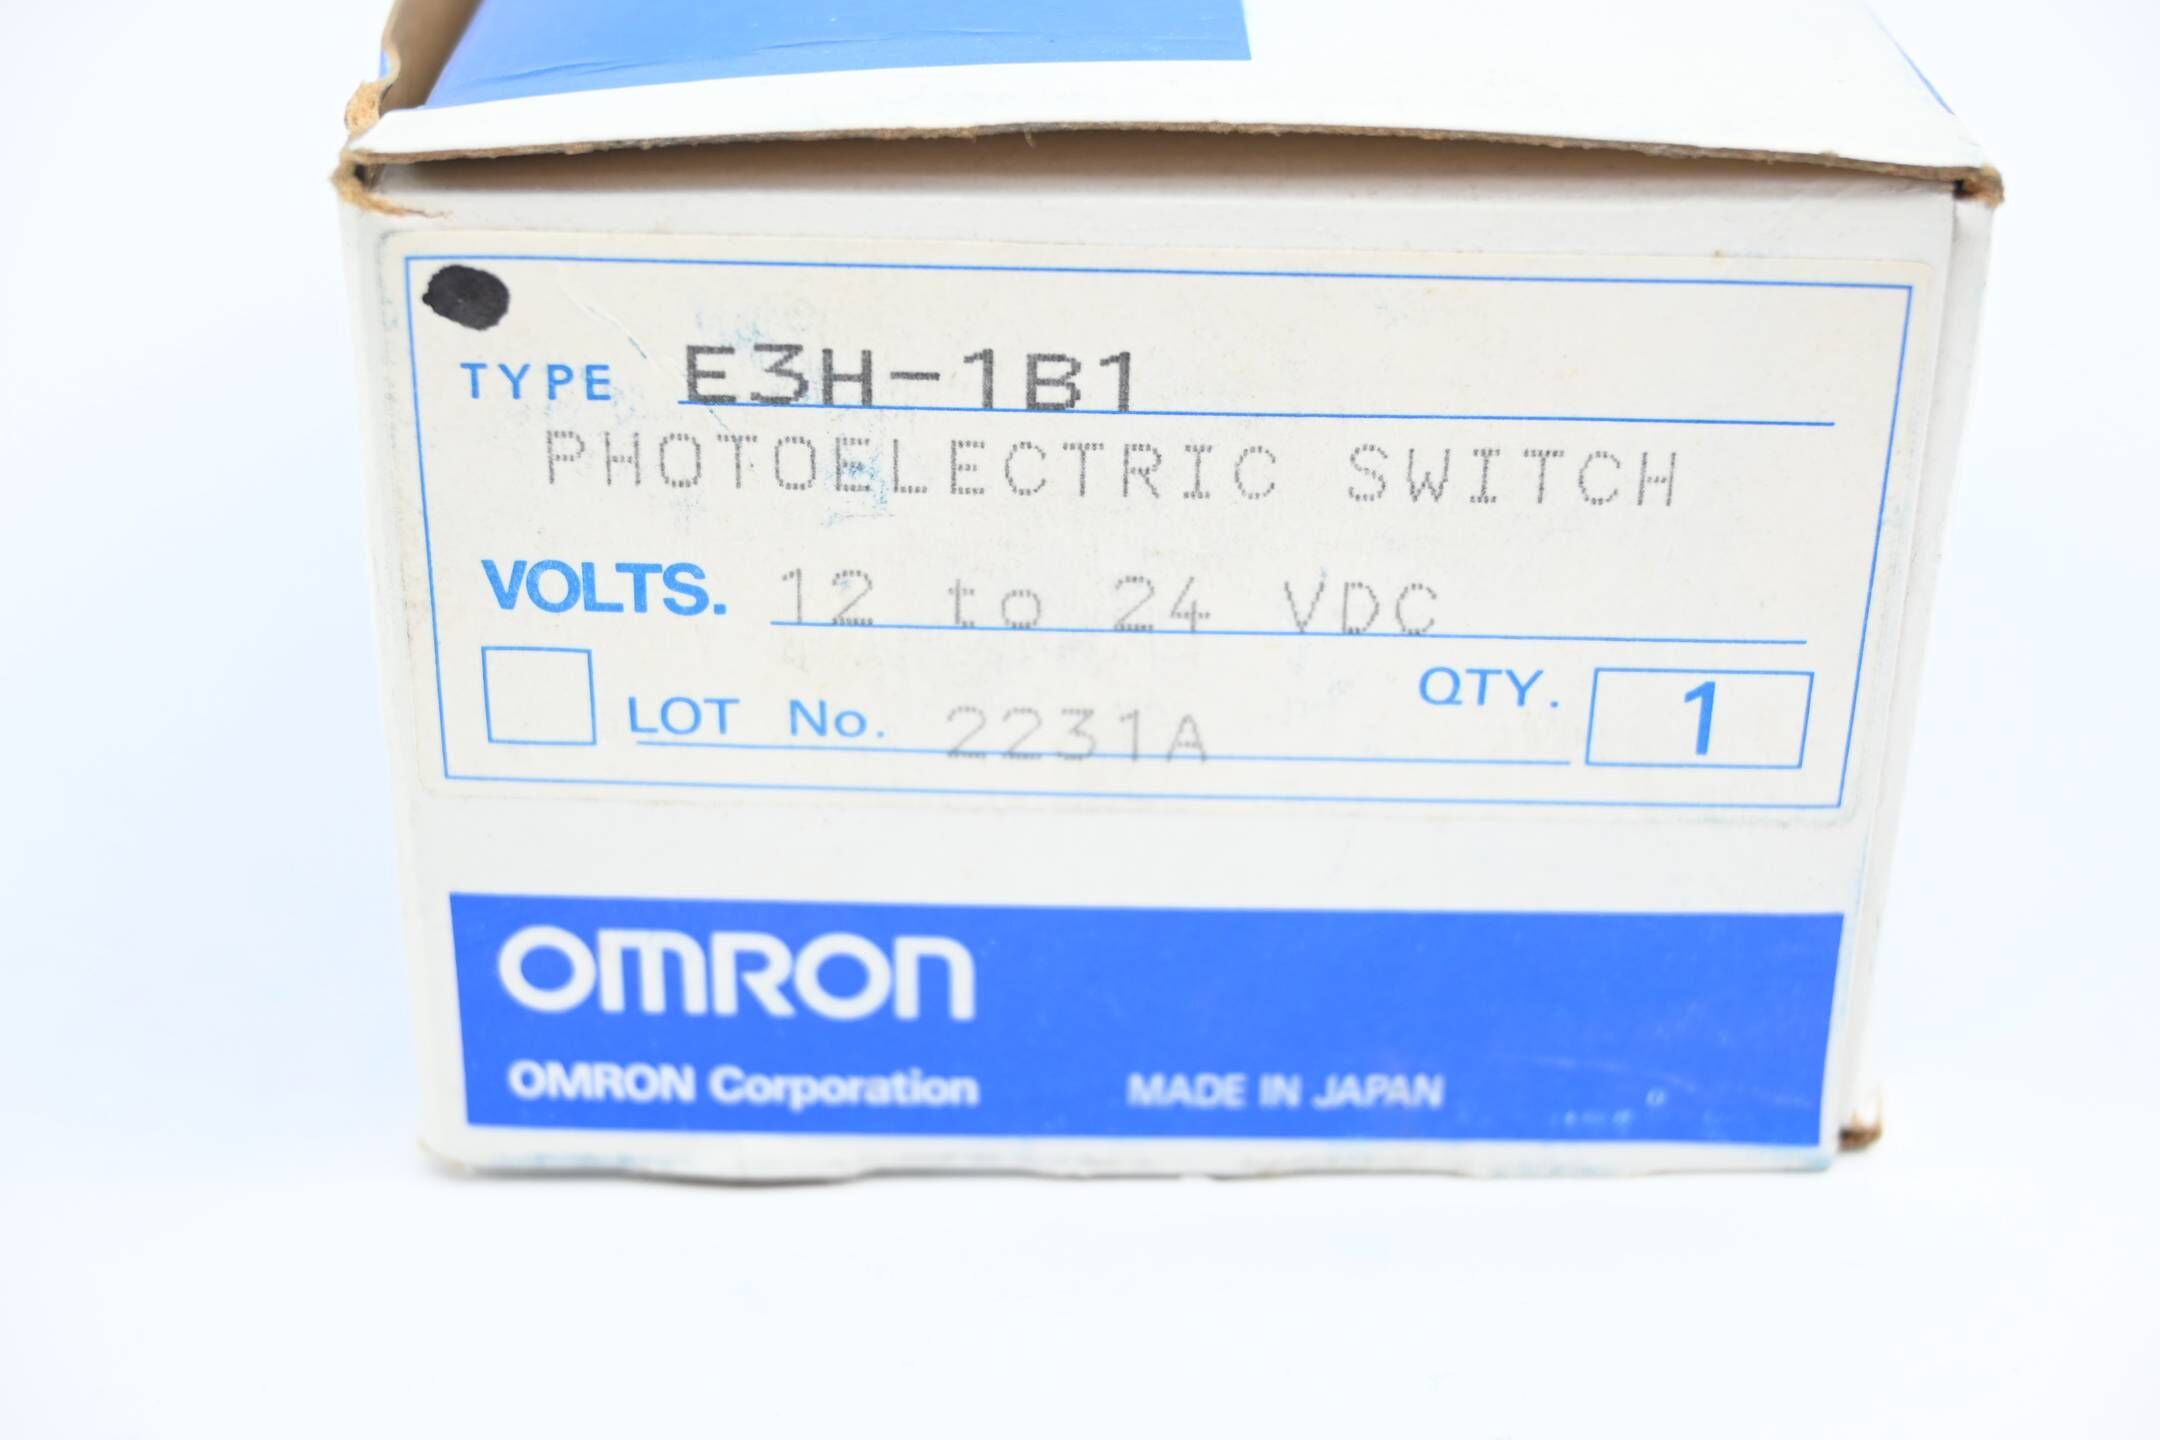 TYPE E3H-1B1
PHOTOELECTRIC SWITCH
VOLTS. 12 to 24 VDC
LOT No. 2231A QTY. 1
OMRON
OMRON Corporation MADE IN JAPAN